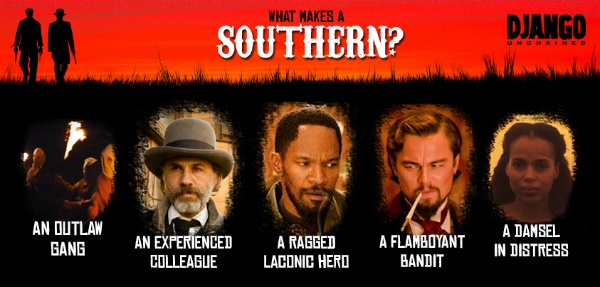 WHAT MAKES A
SOUTHERN?
DJANGO
UNCHAINED
AN OUTLAW
GANG
AN EXPERIENCED
COLLEAGUE
A RAGGED
LACONIC HERO
A FLAMBOYANT
BANDIT
A DAMSEL
IN DISTRESS